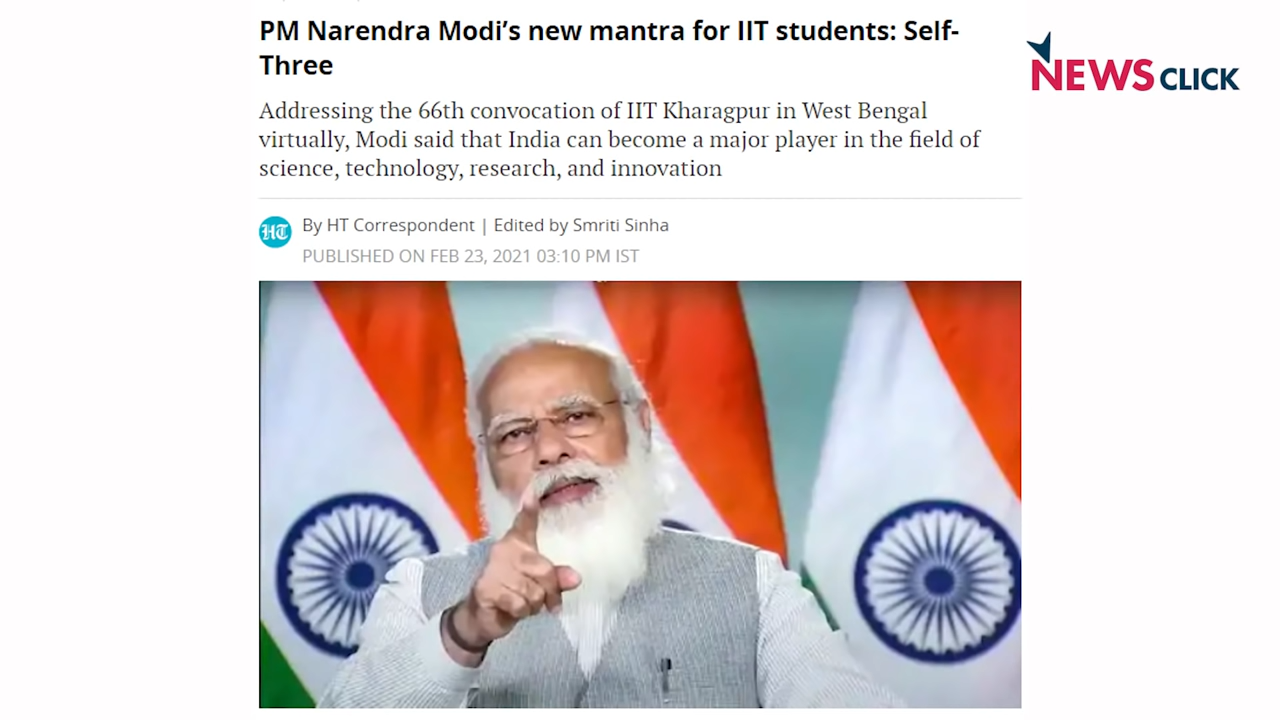 PM Narendra Modi's new mantra for IIT students: Self-
Three
NEWSCLICK
Addressing the 66th convocation of IIT Kharagpur in West Bengal
virtually, Modi said that India can become a major player in the field of
science, technology, research, and innovation
HT
By HT Correspondent | Edited by Smriti Sinha
PUBLISHED ON FEB 23, 2021 03:10 PM IST